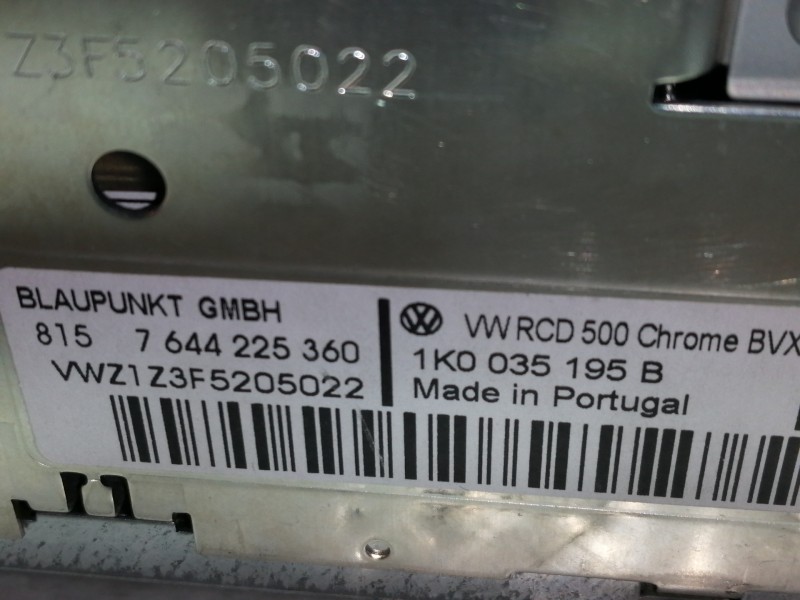 Z3F5205022
BLAUPUNKT GMBH
815 7 644 225 360
VWZ1Z3F5205022
VW RCD 500 Chrome BVX
1K0 035 195 B
Made in Portugal